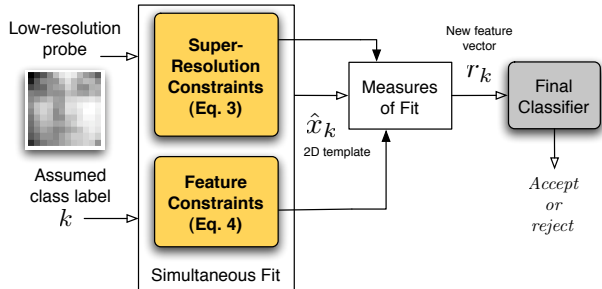 Low-resolution
probe
Super-
Resolution
Constraints
(Eq. 3)
Assumed
class label
k
Feature
Constraints
(Eq. 4)
Simultaneous Fit
x̂_k
2D template
Measures
of Fit
New feature
vector
r_k
Final
Classifier
Accept
or
reject